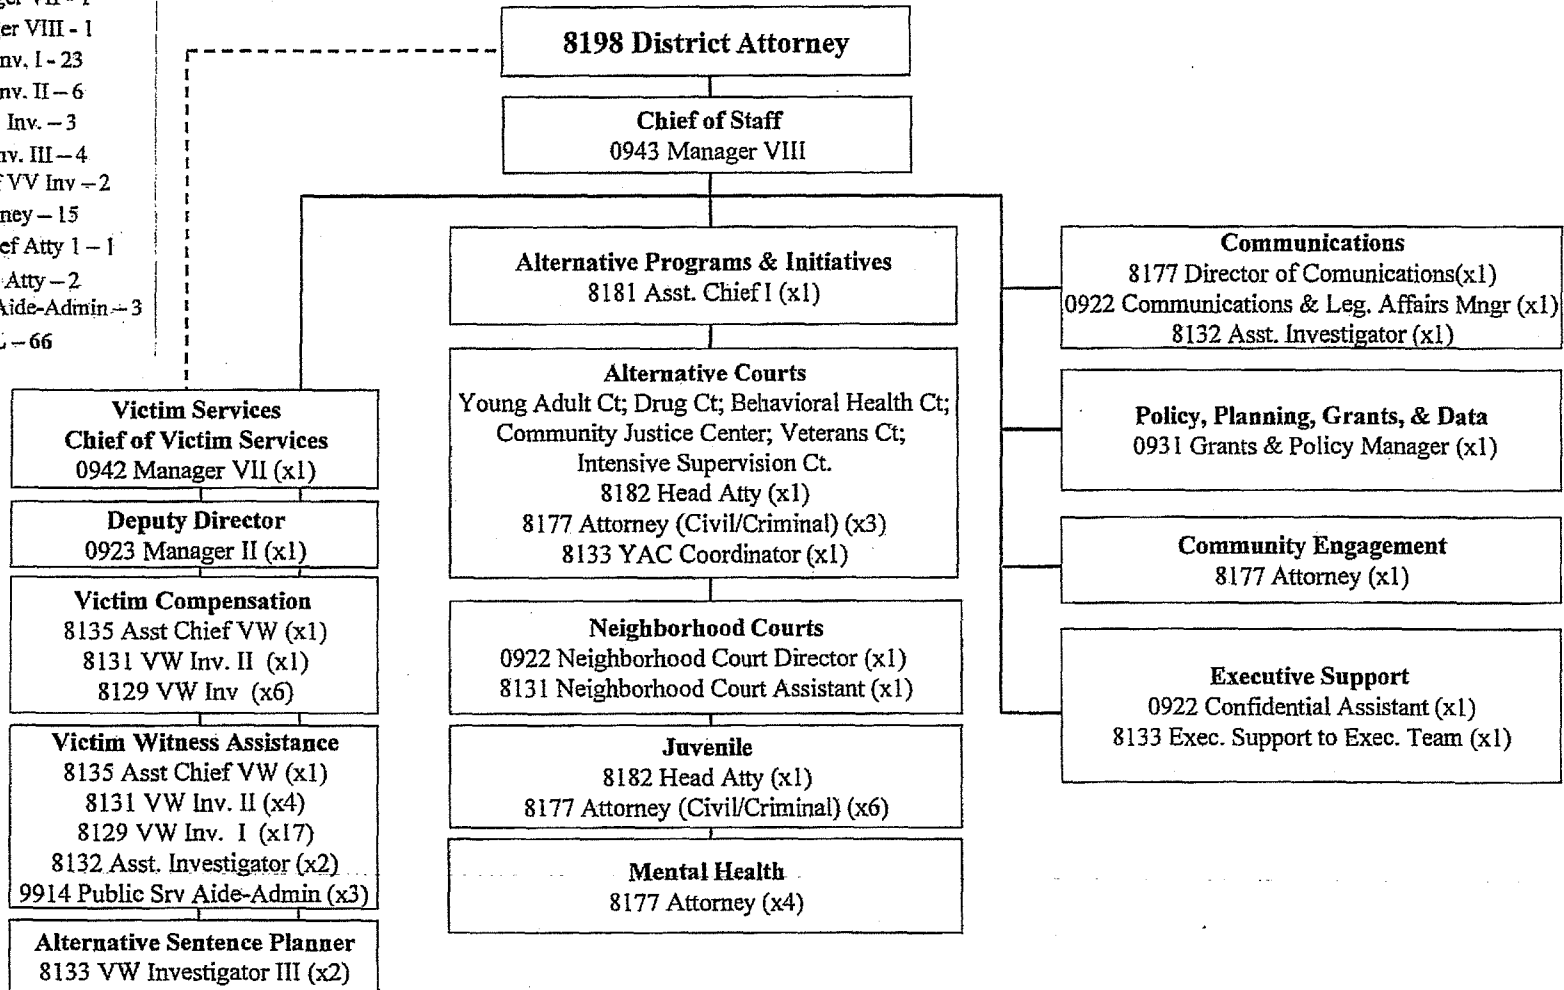 er VIII - 1
nv. I - 23
nv. II – 6
Inv. – 3
nv. III – 4
VV Inv – 2
ney – 15
ef Atty 1 – 1
Atty – 2
Aide-Admin – 3
– 66
8198 District Attorney
Chief of Staff
0943 Manager VIII
Victim Services
Chief of Victim Services
0942 Manager VII (x1)
Deputy Director
0923 Manager II (x1)
Victim Compensation
8135 Asst Chief VW (x1)
8131 VW Inv. II (x1)
8129 VW Inv (x6)
Victim Witness Assistance
8135 Asst Chief VW (x1)
8131 VW Inv. II (x4)
8129 VW Inv. I (x17)
8132 Asst. Investigator (x2)
9914 Public Srv Aide-Admin (x3)
Alternative Sentence Planner
8133 VW Investigator III (x2)
Alternative Programs & Initiatives
8181 Asst. Chief I (x1)
Alternative Courts
Young Adult Ct; Drug Ct; Behavioral Health Ct;
Community Justice Center; Veterans Ct;
Intensive Supervision Ct.
8182 Head Atty (x1)
8177 Attorney (Civil/Criminal) (x3)
8133 YAC Coordinator (x1)
Neighborhood Courts
0922 Neighborhood Court Director (x1)
8131 Neighborhood Court Assistant (x1)
Juvenile
8182 Head Atty (x1)
8177 Attorney (Civil/Criminal) (x6)
Mental Health
8177 Attorney (x4)
Communications
8177 Director of Comunications(x1)
0922 Communications & Leg. Affairs Mngr (x1)
8132 Asst. Investigator (x1)
Policy, Planning, Grants, & Data
0931 Grants & Policy Manager (x1)
Community Engagement
8177 Attorney (x1)
Executive Support
0922 Confidential Assistant (x1)
8133 Exec. Support to Exec. Team (x1)